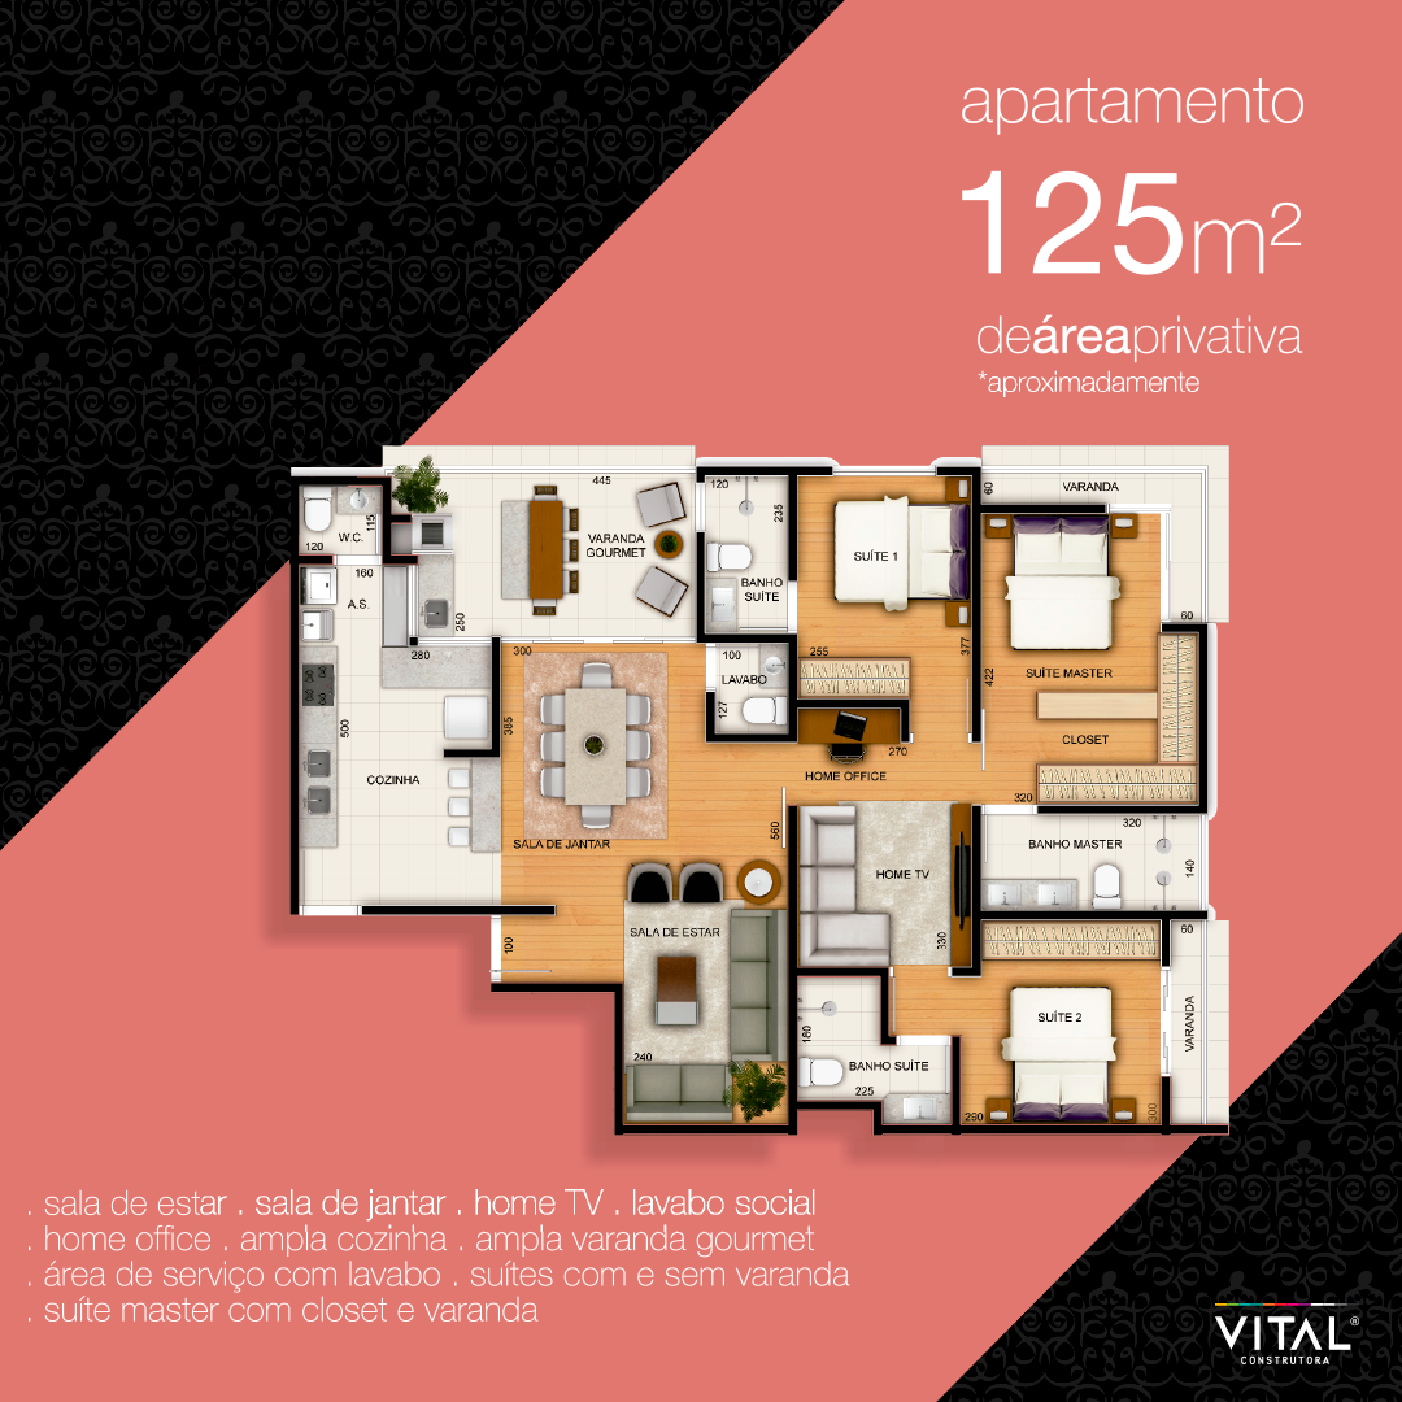 apartamento
125m²
deáreaprivativa
*aproximadamente
445
120
235
60
VARANDA
W.C.
115
120
VARANDA
GOURMET
SUÍTE 1
160
A.S.
BANHO
SUÍTE
250
60
280
300
100
255
377
LAVABO
422
SUÍTE MASTER
127
385
500
CLOSET
270
COZINHA
HOME OFFICE
320
560
320
SALA DE JANTAR
BANHO MASTER
140
HOME TV
SALA DE ESTAR
330
60
100
SUÍTE 2
VARANDA
180
240
BANHO SUÍTE
225
290
300
. sala de estar . sala de jantar . home TV . lavabo social
. home office . ampla cozinha . ampla varanda gourmet
. área de serviço com lavabo . suítes com e sem varanda
. suíte master com closet e varanda
VITAL®
CONSTRUTORA